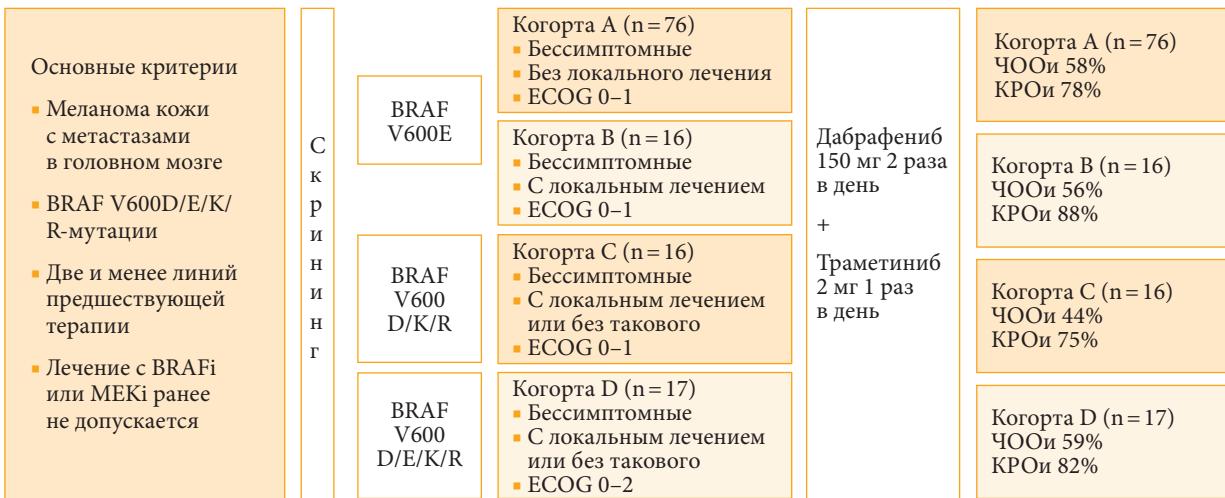 Основные критерии
▪ Меланома кожи
с метастазами
в головном мозге
▪ BRAF V600D/E/K/
R-мутации
▪ Две и менее линий
предшествующей
терапии
▪ Лечение с BRAFi
или MEKi ранее
не допускается
С
к
р
и
н
и
н
г
BRAF
V600E
BRAF
V600
D/K/R
BRAF
V600
D/E/K/R
Когорта A (n = 76)
▪ Бессимптомные
▪ Без локального лечения
▪ ECOG 0–1
Когорта B (n = 16)
▪ Бессимптомные
▪ С локальным лечением
▪ ECOG 0–1
Когорта C (n = 16)
▪ Бессимптомные
▪ С локальным лечением
или без такового
▪ ECOG 0–1
Когорта D (n = 17)
▪ Бессимптомные
▪ С локальным лечением
или без такового
▪ ECOG 0–2
Дабрафениб
150 мг 2 раза
в день
+
Траметиниб
2 мг 1 раз
в день
Когорта A (n = 76)
ЧООи 58%
КРОи 78%
Когорта B (n = 16)
ЧООи 56%
КРОи 88%
Когорта C (n = 16)
ЧООи 44%
КРОи 75%
Когорта D (n = 17)
ЧООи 59%
КРОи 82%